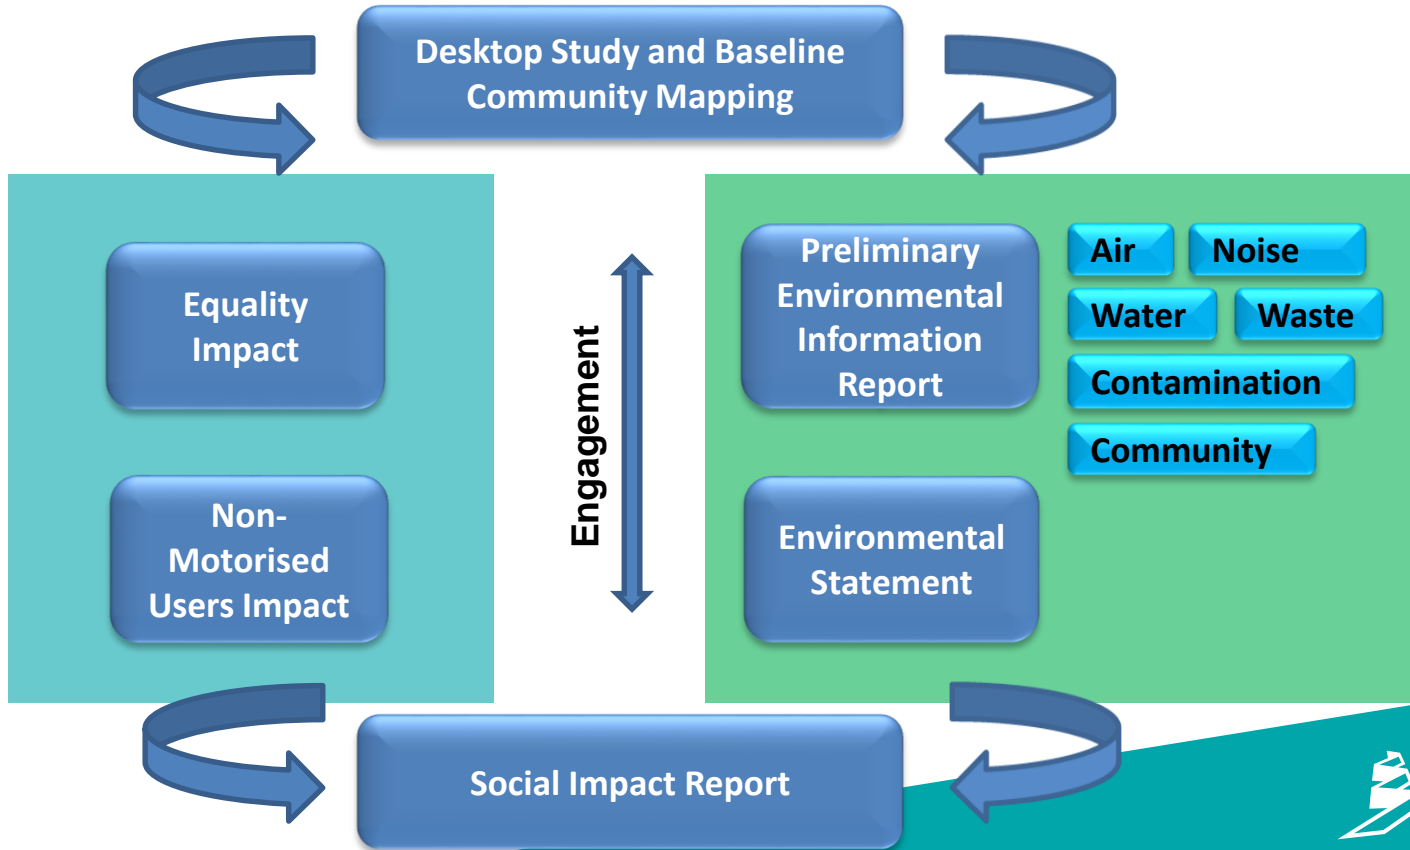 Desktop Study and Baseline
Community Mapping
Equality
Impact
Non-
Motorised
Users Impact
Engagement
Preliminary
Environmental
Information
Report
Air
Noise
Water
Waste
Contamination
Community
Environmental
Statement
Social Impact Report